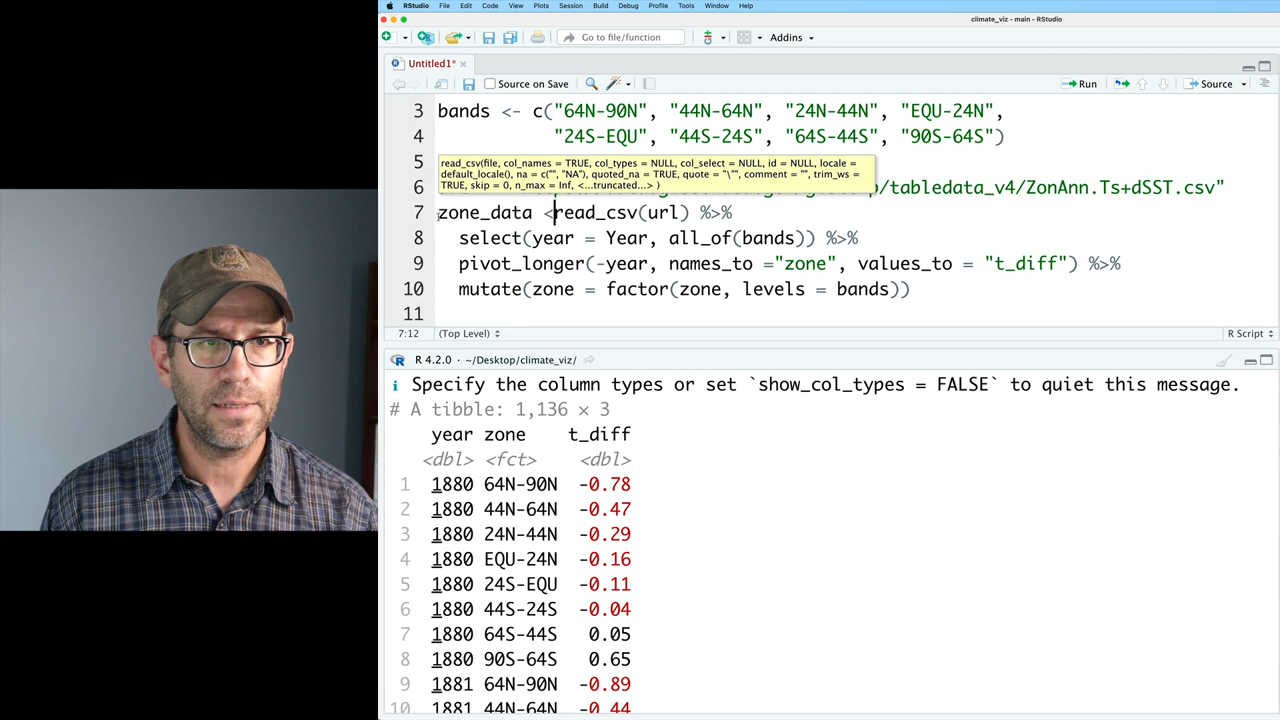 RStudio File Edit Code View Plots Session Build Debug Profile Tools Window Help
climate_viz - main - RStudio
Go to file/function Addins
Untitled1*
Source on Save Run Source
3 bands <- c("64N-90N", "44N-64N", "24N-44N", "EQU-24N",
4 "24S-EQU", "44S-24S", "64S-44S", "90S-64S")
5
read_csv(file, col_names = TRUE, col_types = NULL, col_select = NULL, id = NULL, locale =
default_locale(), na = c("", "NA"), quoted_na = TRUE, quote = "\"", comment = "", trim_ws =
TRUE, skip = 0, n_max = Inf, <...truncated...> )
6 /tabledata_v4/ZonAnn.Ts+dSST.csv"
7 zone_data <read_csv(url) %>%
8 select(year = Year, all_of(bands)) %>%
9 pivot_longer(-year, names_to ="zone", values_to = "t_diff") %>%
10 mutate(zone = factor(zone, levels = bands))
11
7:12 (Top Level) R Script
R 4.2.0 · ~/Desktop/climate_viz/
i Specify the column types or set `show_col_types = FALSE` to quiet this message.
# A tibble: 1,136 × 3
year zone t_diff
<dbl> <fct> <dbl>
1 1880 64N-90N -0.78
2 1880 44N-64N -0.47
3 1880 24N-44N -0.29
4 1880 EQU-24N -0.16
5 1880 24S-EQU -0.11
6 1880 44S-24S -0.04
7 1880 64S-44S 0.05
8 1880 90S-64S 0.65
9 1881 64N-90N -0.89
10 1881 44N-64N -0.44